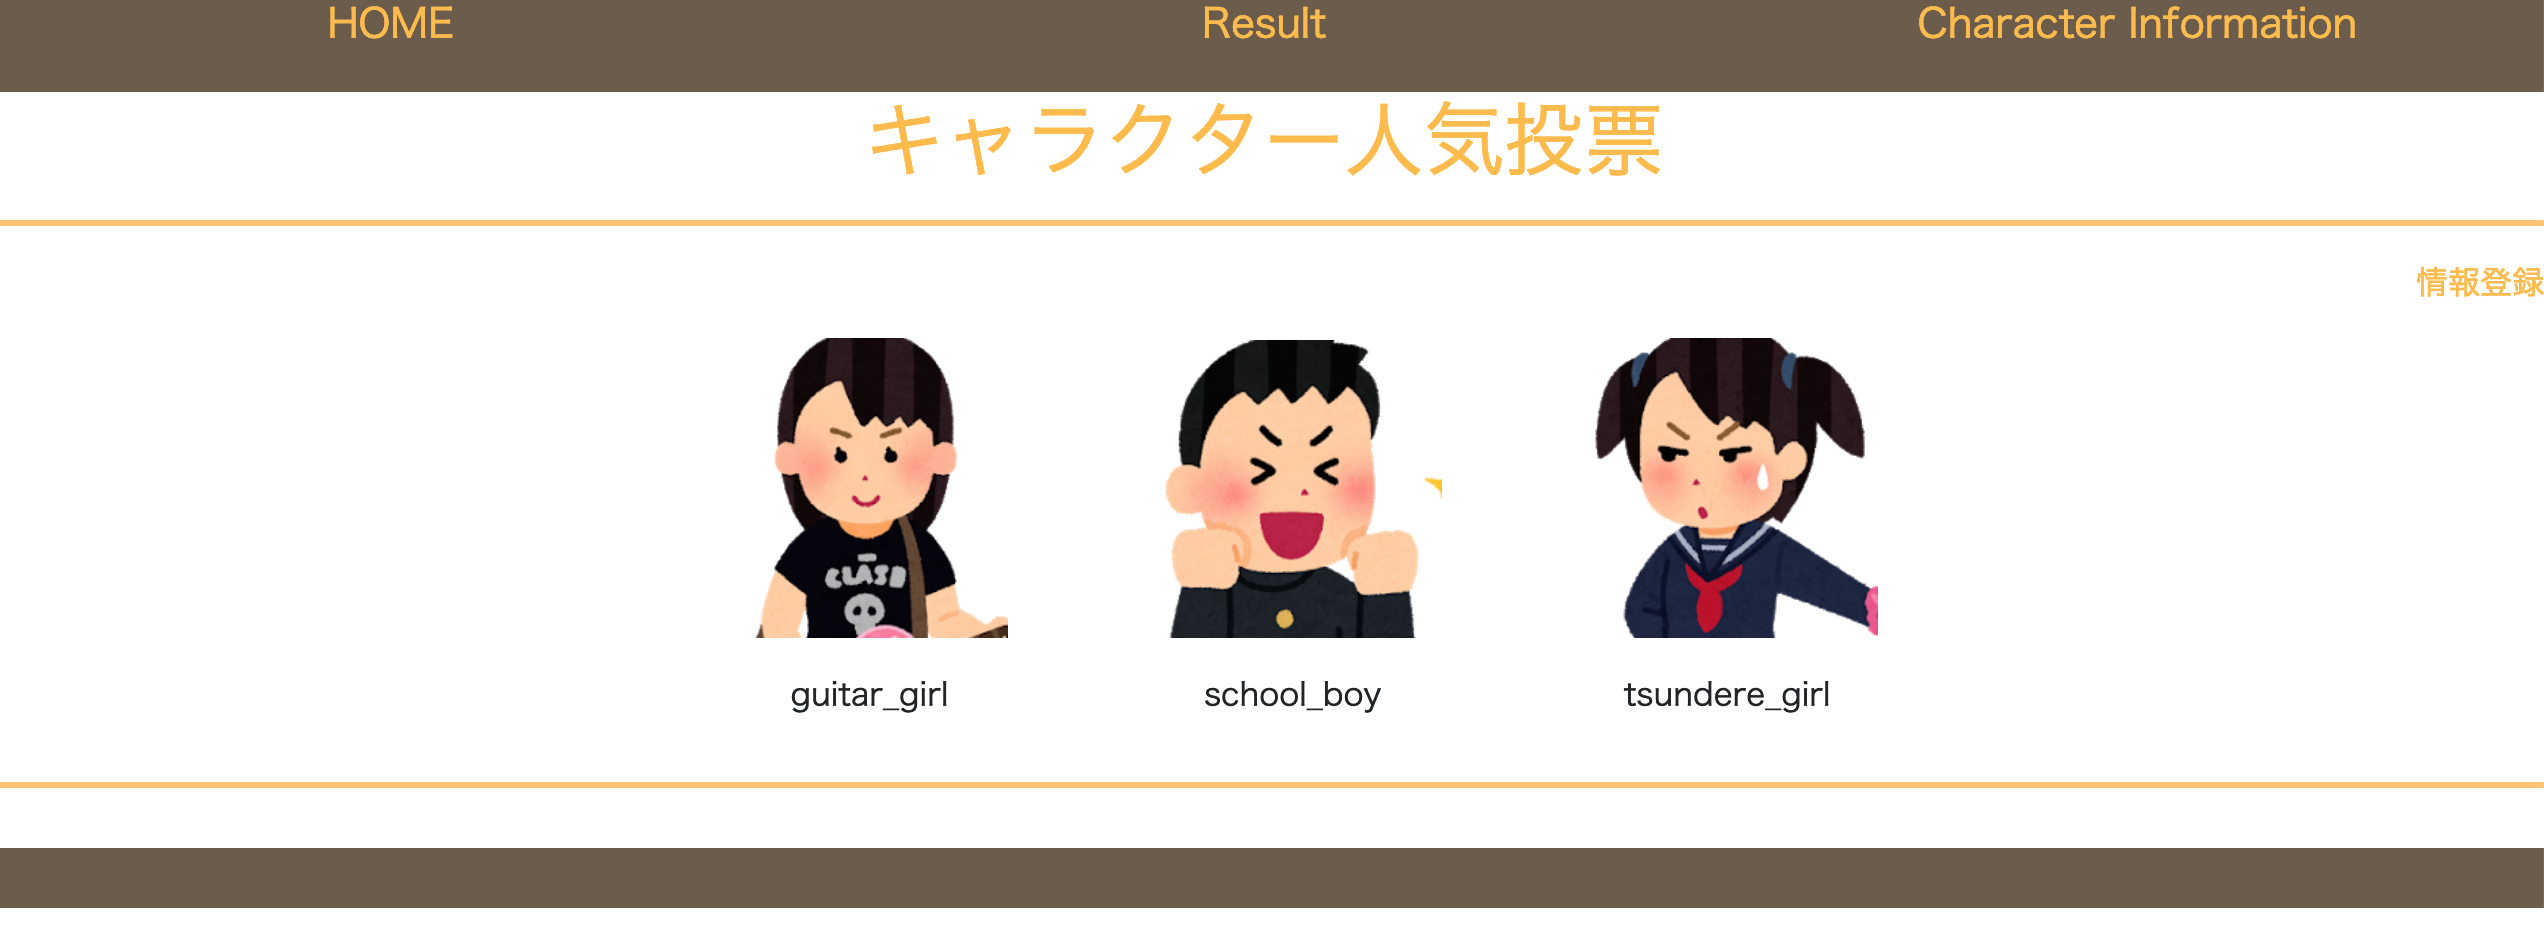 HOME Result Character Information
キャラクター人気投票
情報登録
CLASH
guitar_girl school_boy tsundere_girl